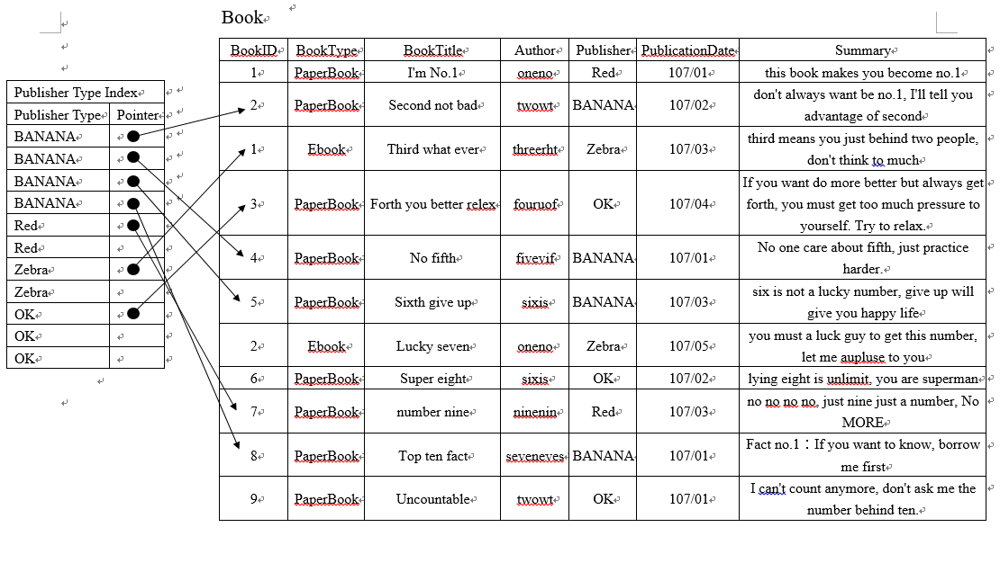 Book
BookID BookType BookTitle Author Publisher PublicationDate Summary
1 PaperBook I'm No.1 oneno Red 107/01 this book makes you become no.1
2 PaperBook Second not bad twowt BANANA 107/02 don't always want be no.1, I'll tell you
advantage of second
1 Ebook Third what ever threerht Zebra 107/03 third means you just behind two people,
don't think to much
3 PaperBook Forth you better relex fouruof OK 107/04 If you want do more better but always get
forth, you must get too much pressure to
yourself. Try to relax.
4 PaperBook No fifth fivevif BANANA 107/01 No one care about fifth, just practice
harder.
5 PaperBook Sixth give up sixis BANANA 107/03 six is not a lucky number, give up will
give you happy life
2 Ebook Lucky seven oneno Zebra 107/05 you must a luck guy to get this number,
let me aupluse to you
6 PaperBook Super eight sixis OK 107/02 lying eight is unlimit, you are superman
7 PaperBook number nine ninenin Red 107/03 no no no no. just nine just a number, No
MORE
8 PaperBook Top ten fact seveneves BANANA 107/01 Fact no.1：If you want to know, borrow
me first
9 PaperBook Uncountable twowt OK 107/01 I can't count anymore, don't ask me the
number behind ten.
Publisher Type Index
Publisher Type Pointer
BANANA
BANANA
BANANA
BANANA
Red
Red
Zebra
Zebra
OK
OK
OK